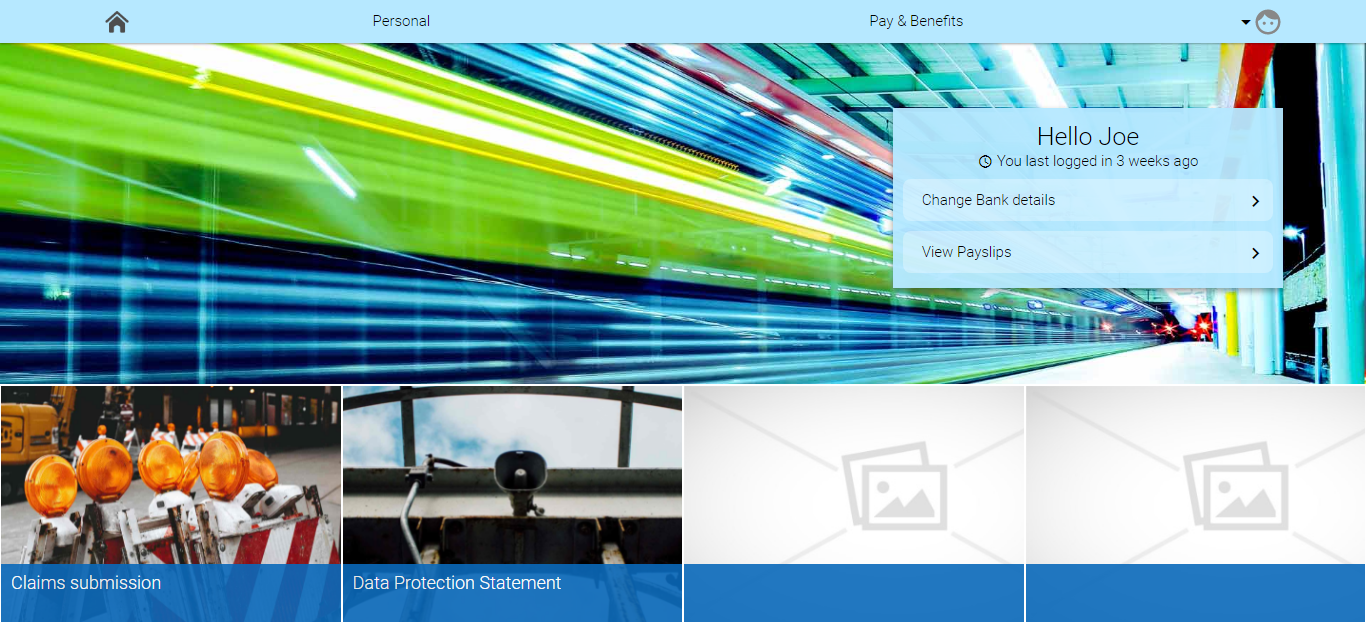 Personal
Pay & Benefits
Hello Joe
You last logged in 3 weeks ago
Change Bank details
View Payslips
Claims submission
Data Protection Statement